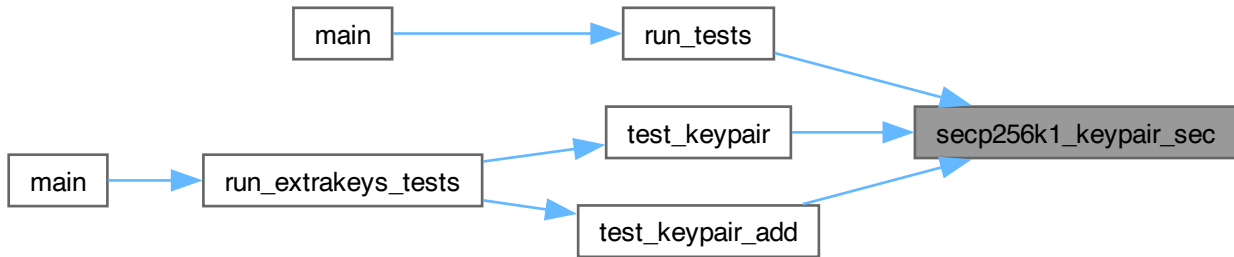 main
run_tests
secp256k1_keypair_sec
test_keypair
main
run_extrakeys_tests
test_keypair_add